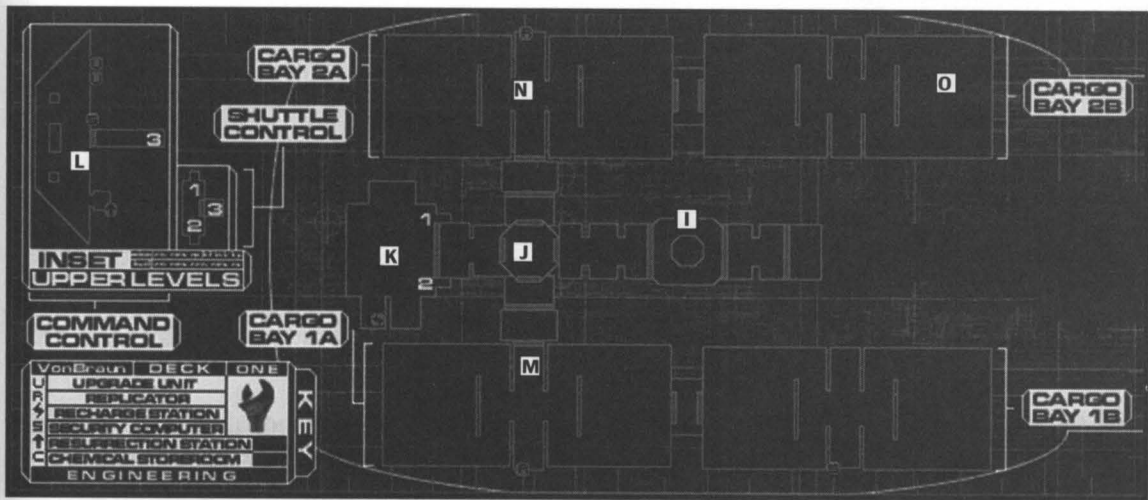 CARGO
BAY 2A
N
O
CARGO
BAY 2B
SHUTTLE
CONTROL
L
3
1
3
2
1
I
K
J
2
INSET
UPPER LEVELS
COMMAND
CONTROL
CARGO
BAY 1A
M
VonBraun DECK ONE
U UPGRADE UNIT
R REPLICATOR
RECHARGE STATION
S SECURITY COMPUTER
↑ RESURRECTION STATION
C CHEMICAL STOREROOM
ENGINEERING
KEY
CARGO
BAY 1B